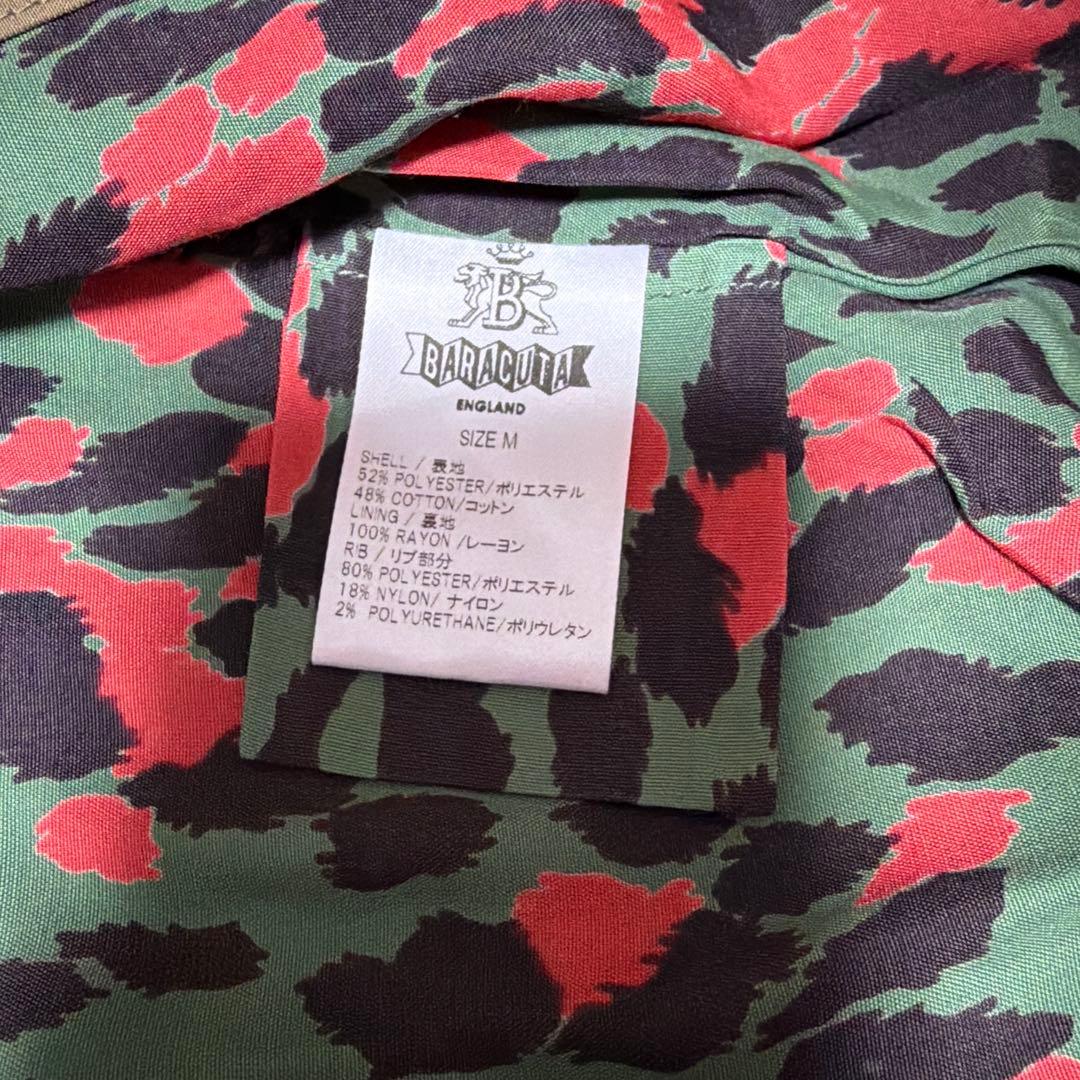 B
BARACUTA
ENGLAND
SIZE M
SHELL / 表地
52% POLYESTER/ポリエステル
48% COTTON/コットン
LINING / 裏地
100% RAYON /レーヨン
RIB / リブ部分
80% POLYESTER/ポリエステル
18% NYLON/ ナイロン
2% POLYURETHANE/ポリウレタン